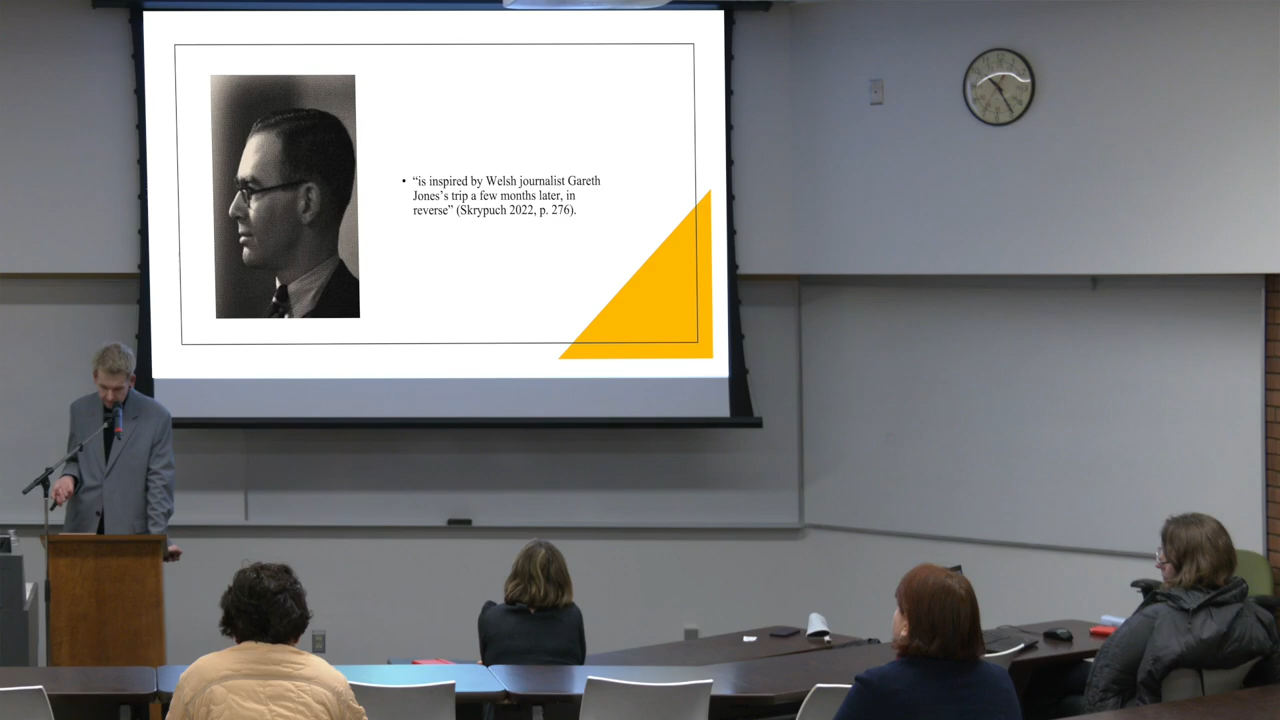 • “is inspired by Welsh journalist Gareth
Jones’s trip a few months later, in
reverse” (Skrypuch 2022, p. 276).